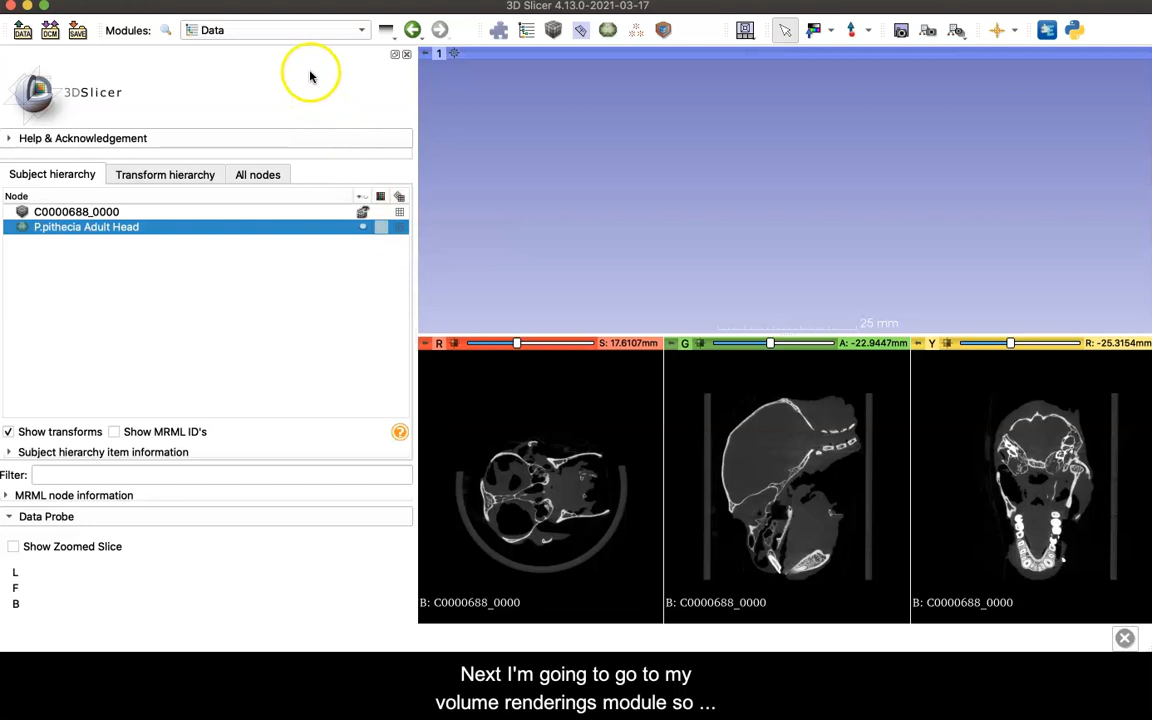 3D Slicer 4.13.0-2021-03-17
DATA DCM SAVE Modules: Data
1
3DSlicer
Help & Acknowledgement
Subject hierarchy Transform hierarchy All nodes
Node
C0000688_0000
P.pithecia Adult Head
25 mm
R S: 17.6107mm G A: -22.9447mm Y R: -25.3154mm
Show transforms Show MRML ID's ?
Subject hierarchy item information
Filter:
MRML node information
Data Probe
Show Zoomed Slice
L
F
B
B: C0000688_0000 B: C0000688_0000 B: C0000688_0000
Next I'm going to go to my
volume renderings module so ...